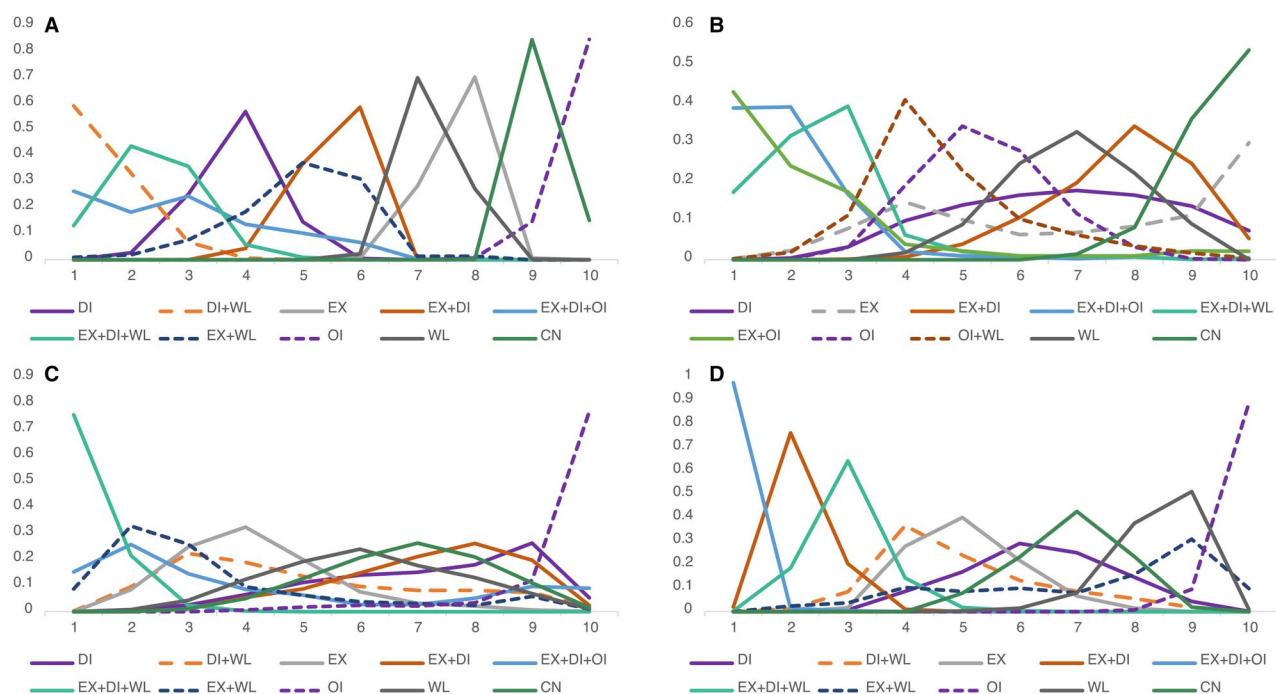 A
0.9
0.8
0.7
0.6
0.5
0.4
0.3
0.2
0.1
0
1 2 3 4 5 6 7 8 9 10
DI DI+WL EX EX+DI EX+DI+OI
EX+DI+WL EX+WL OI WL CN
B
0.6
0.5
0.4
0.3
0.2
0.1
0
1 2 3 4 5 6 7 8 9 10
DI EX EX+DI EX+DI+OI EX+DI+WL
EX+OI OI OI+WL WL CN
C
0.9
0.8
0.7
0.6
0.5
0.4
0.3
0.2
0.1
0
1 2 3 4 5 6 7 8 9 10
DI DI+WL EX EX+DI EX+DI+OI
EX+DI+WL EX+WL OI WL CN
D
1
0.9
0.8
0.7
0.6
0.5
0.4
0.3
0.2
0.1
0
1 2 3 4 5 6 7 8 9 10
DI DI+WL EX EX+DI EX+DI+OI
EX+DI+WL EX+WL OI WL CN